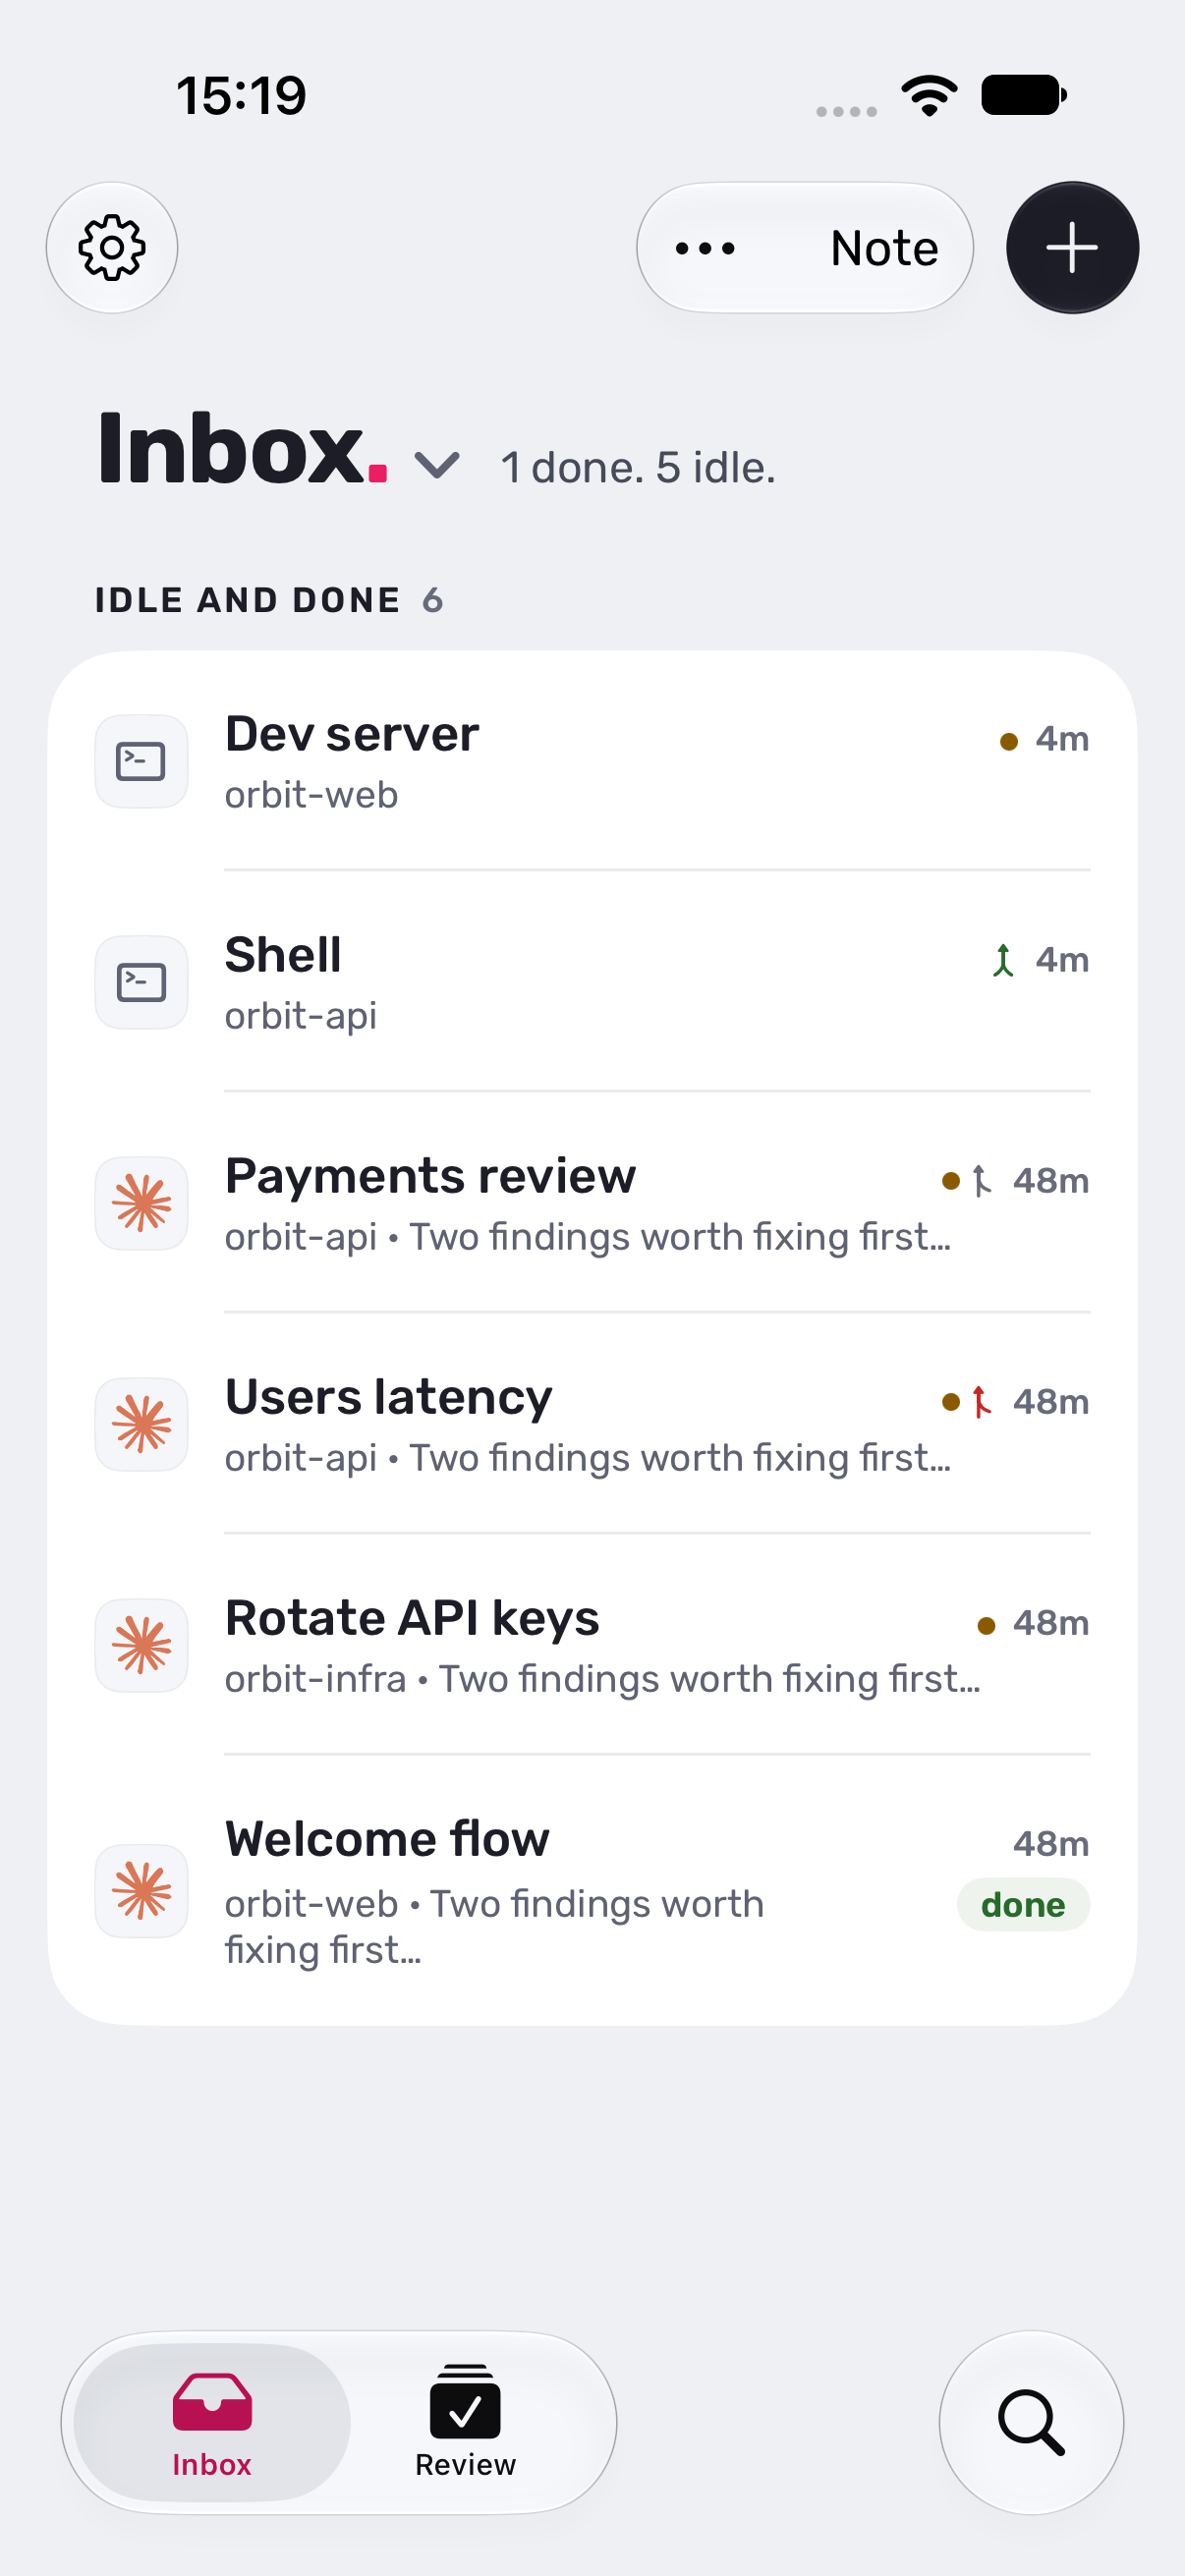 15:19
Note
Inbox.
1 done. 5 idle.
IDLE AND DONE 6
Dev server
4m
orbit-web
Shell
4m
orbit-api
Payments review
48m
orbit-api • Two findings worth fixing first…
Users latency
48m
orbit-api • Two findings worth fixing first…
Rotate API keys
48m
orbit-infra • Two findings worth fixing first…
Welcome flow
48m
orbit-web • Two findings worth
fixing first…
done
Inbox
Review